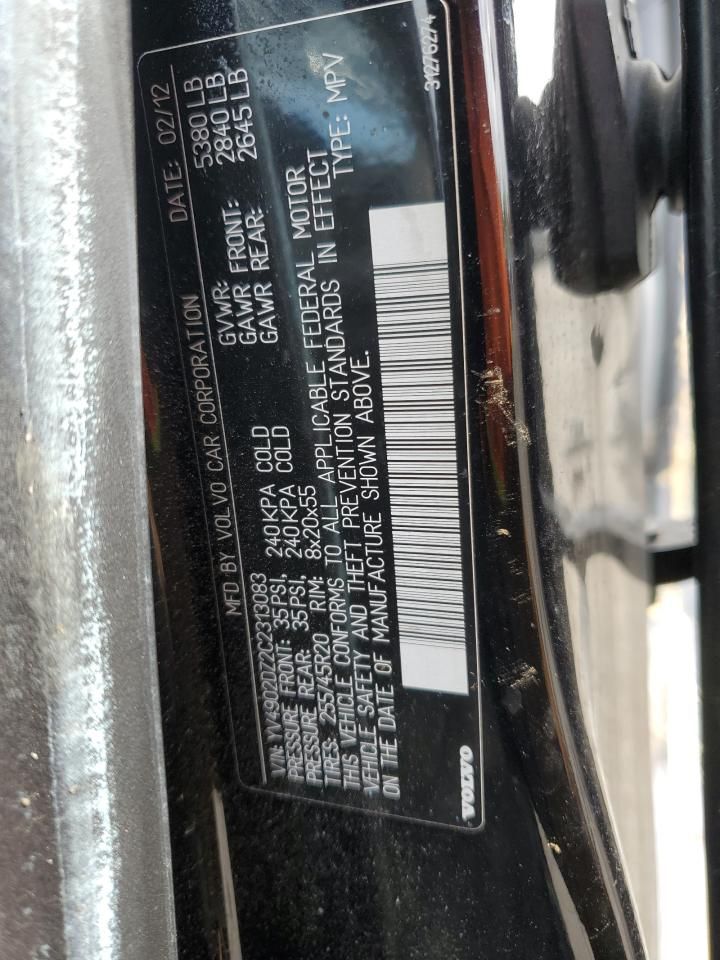 MFD BY VOLVO CAR CORPORATION DATE: 02/12
GVWR: 5380 LB
GAWR FRONT: 2840 LB
GAWR REAR: 2645 LB
VIN: YV4902DZ2C2313083
PRESSURE FRONT: 35PSI, 240KPA COLD
PRESSURE REAR: 35PSI, 240KPA COLD
TIRES: 255/45R20 RIM: 8x20x55
THIS VEHICLE CONFORMS TO ALL APPLICABLE FEDERAL MOTOR
VEHICLE SAFETY AND THEFT PREVENTION STANDARDS IN EFFECT
ON THE DATE OF MANUFACTURE SHOWN ABOVE. TYPE: MPV
VOLVO
31276274